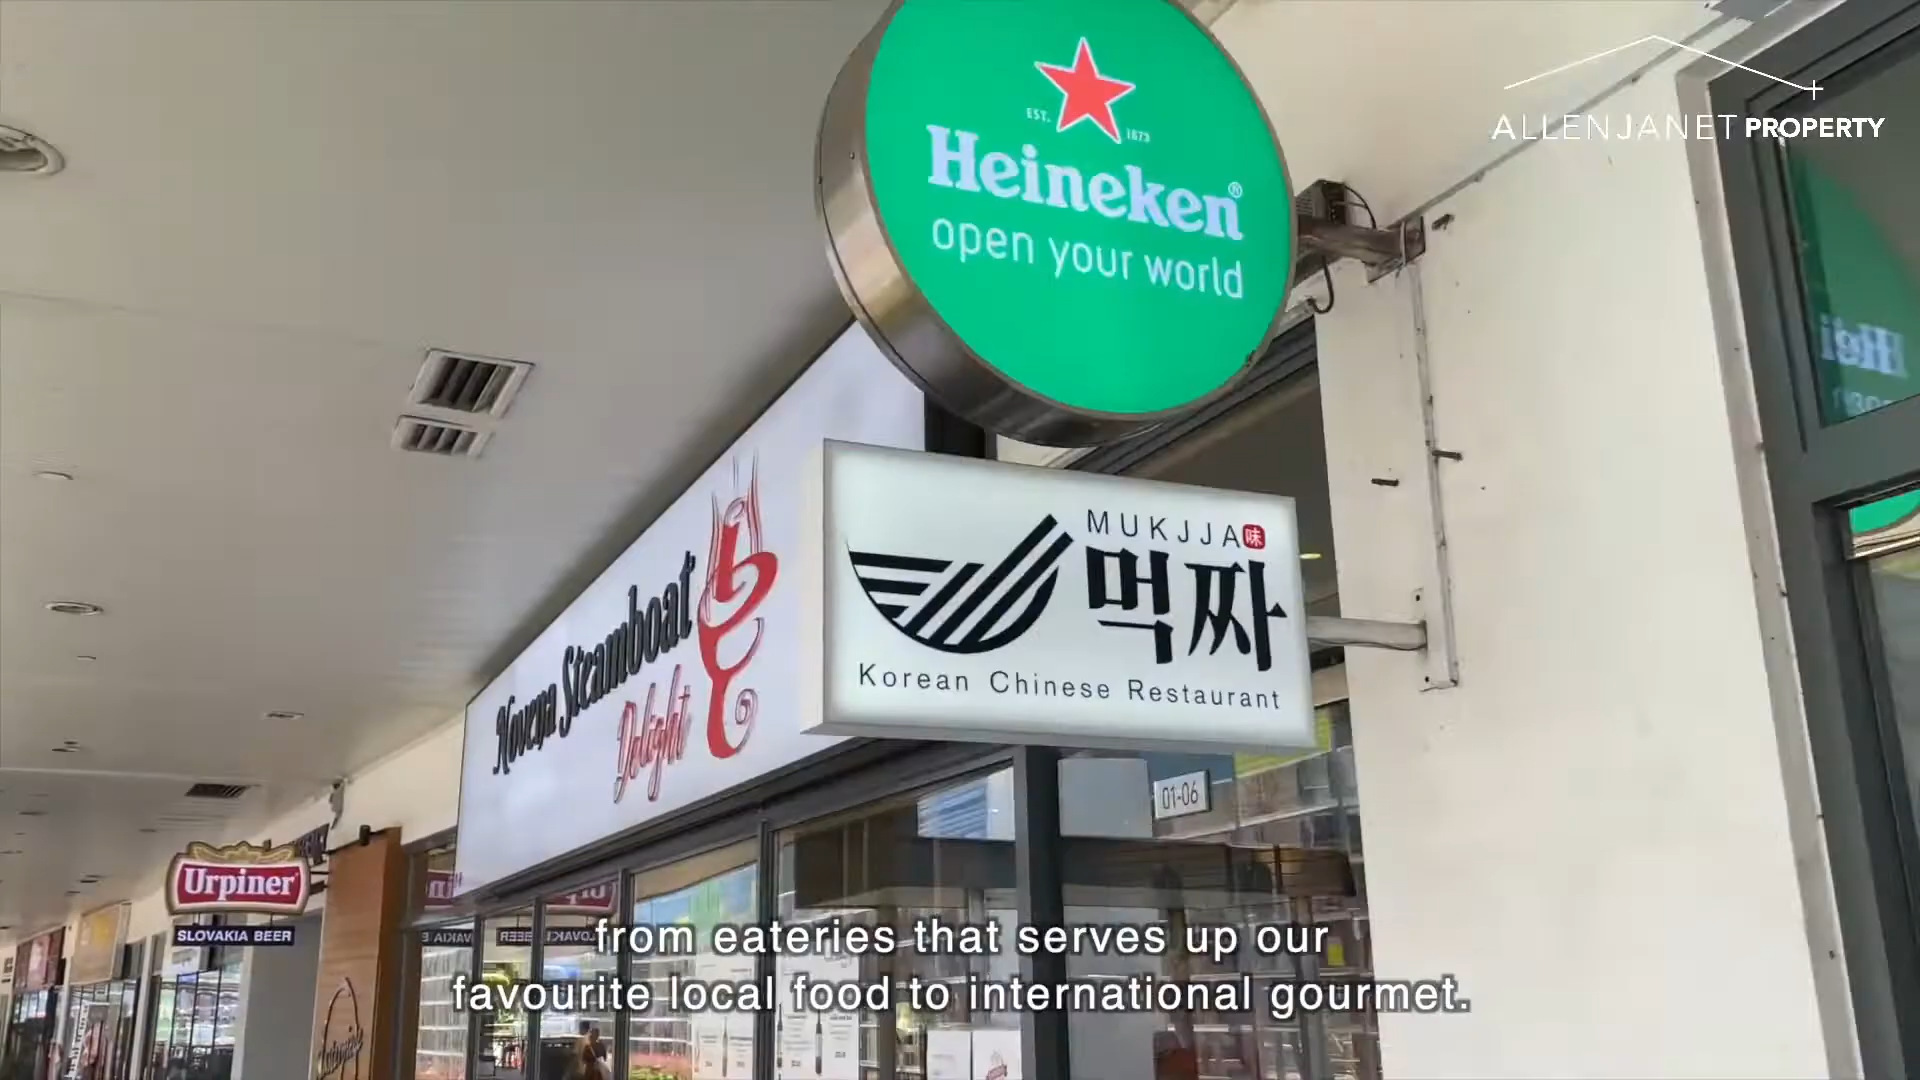 ALLENJANET PROPERTY
EST. 1873
Heineken®
open your world
Hei
MUKJJA 味
먹짜
Korean Chinese Restaurant
Novena Steamboat
Delight
01-06
Urpiner
SLOVAKIA BEER
from eateries that serves up our
favourite local food to international gourmet.